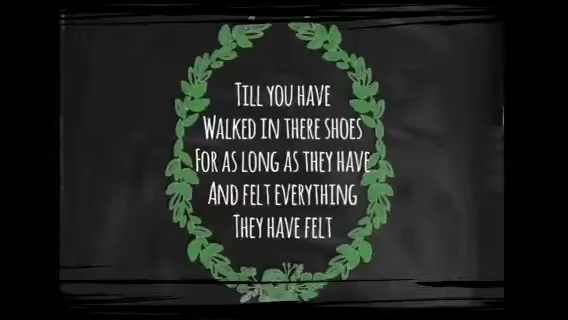 Till you have
Walked in there shoes
For as long as they have
And felt everything
They have felt